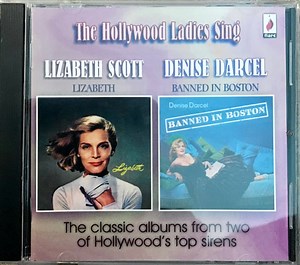 The Hollywood Ladies Sing
Flare
LIZABETH SCOTT
LIZABETH
DENISE DARCEL
BANNED IN BOSTON
Lizabeth
Denise Darcel
BANNED IN BOSTON
The classic albums from two
of Hollywood's top sirens